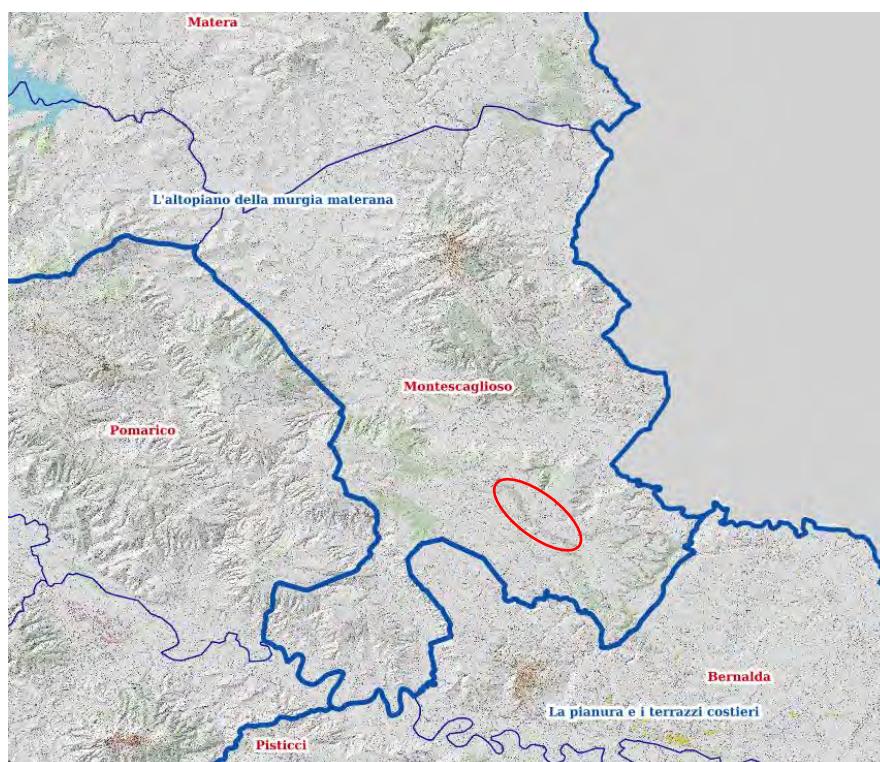 Matera
L'altopiano della murgia materana
Montescaglioso
Pomarico
Bernalda
La pianura e i terrazzi costieri
Pisticci